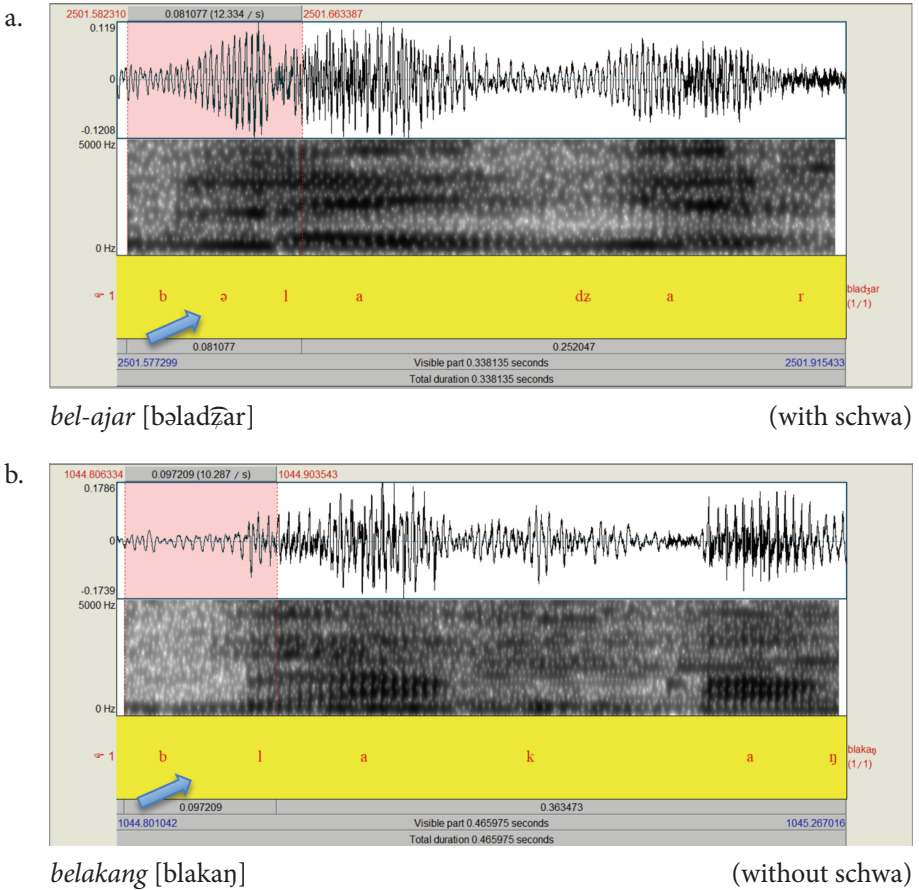 a.
2501.582310 0.081077 (12.334 / s) 2501.663387
0.119
0
-0.1208
5000 Hz
0 Hz
☞ 1 b ə l a dʐ a r bladʒar
(1/1)
0.081077 0.252047
2501.577299 Visible part 0.338135 seconds 2501.915433
Total duration 0.338135 seconds
bel-ajar [bəlad͡ʐar] (with schwa)
b.
1044.806334 0.097209 (10.287 / s) 1044.903543
0.1786
0
-0.1739
5000 Hz
0 Hz
☞ 1 b l a k a ŋ blakaŋ
(1/1)
0.097209 0.363473
1044.801042 Visible part 0.465975 seconds 1045.267016
Total duration 0.465975 seconds
belakang [blakaŋ] (without schwa)